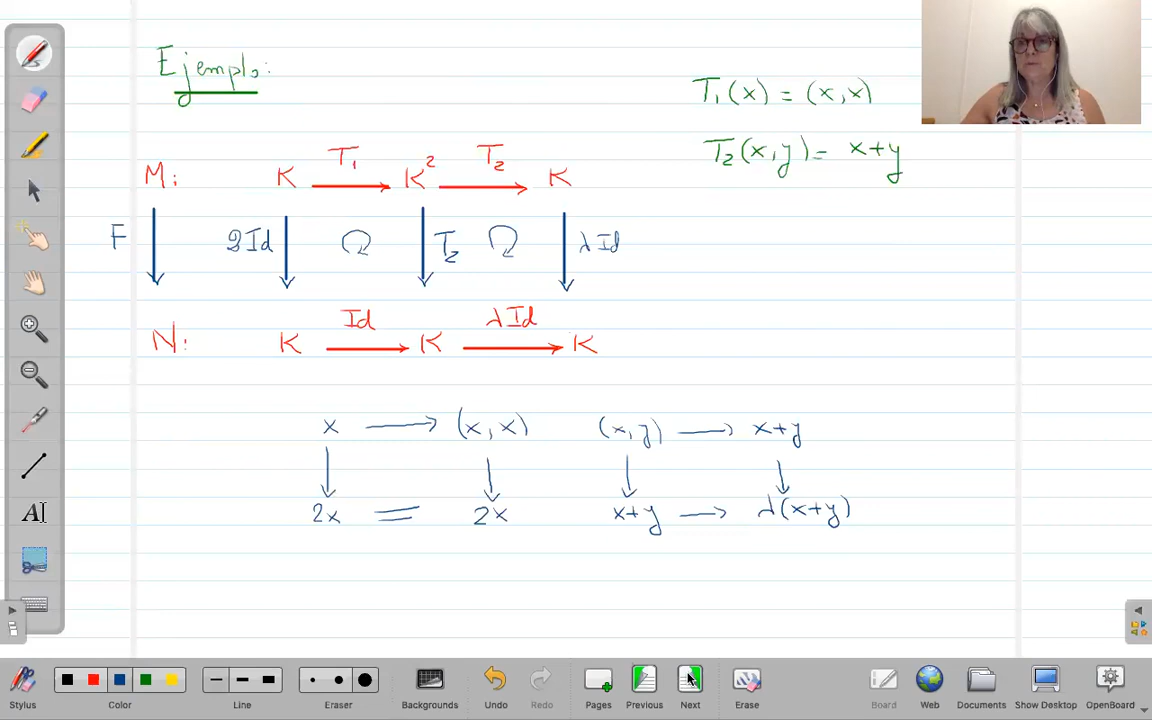 Ejemplo:
T₁(x) = (x,x)
T₂(x,y) = x+y
M: K T₁ K² T₂ K
F 2Id T₂ λId
N: K Id K λId K
x → (x,x) (x,y) → x+y
2x = 2x x+y → λ(x+y)
Stylus Color Line Eraser Backgrounds Undo Redo Pages Previous Next Erase Board Web Documents Show Desktop OpenBoard